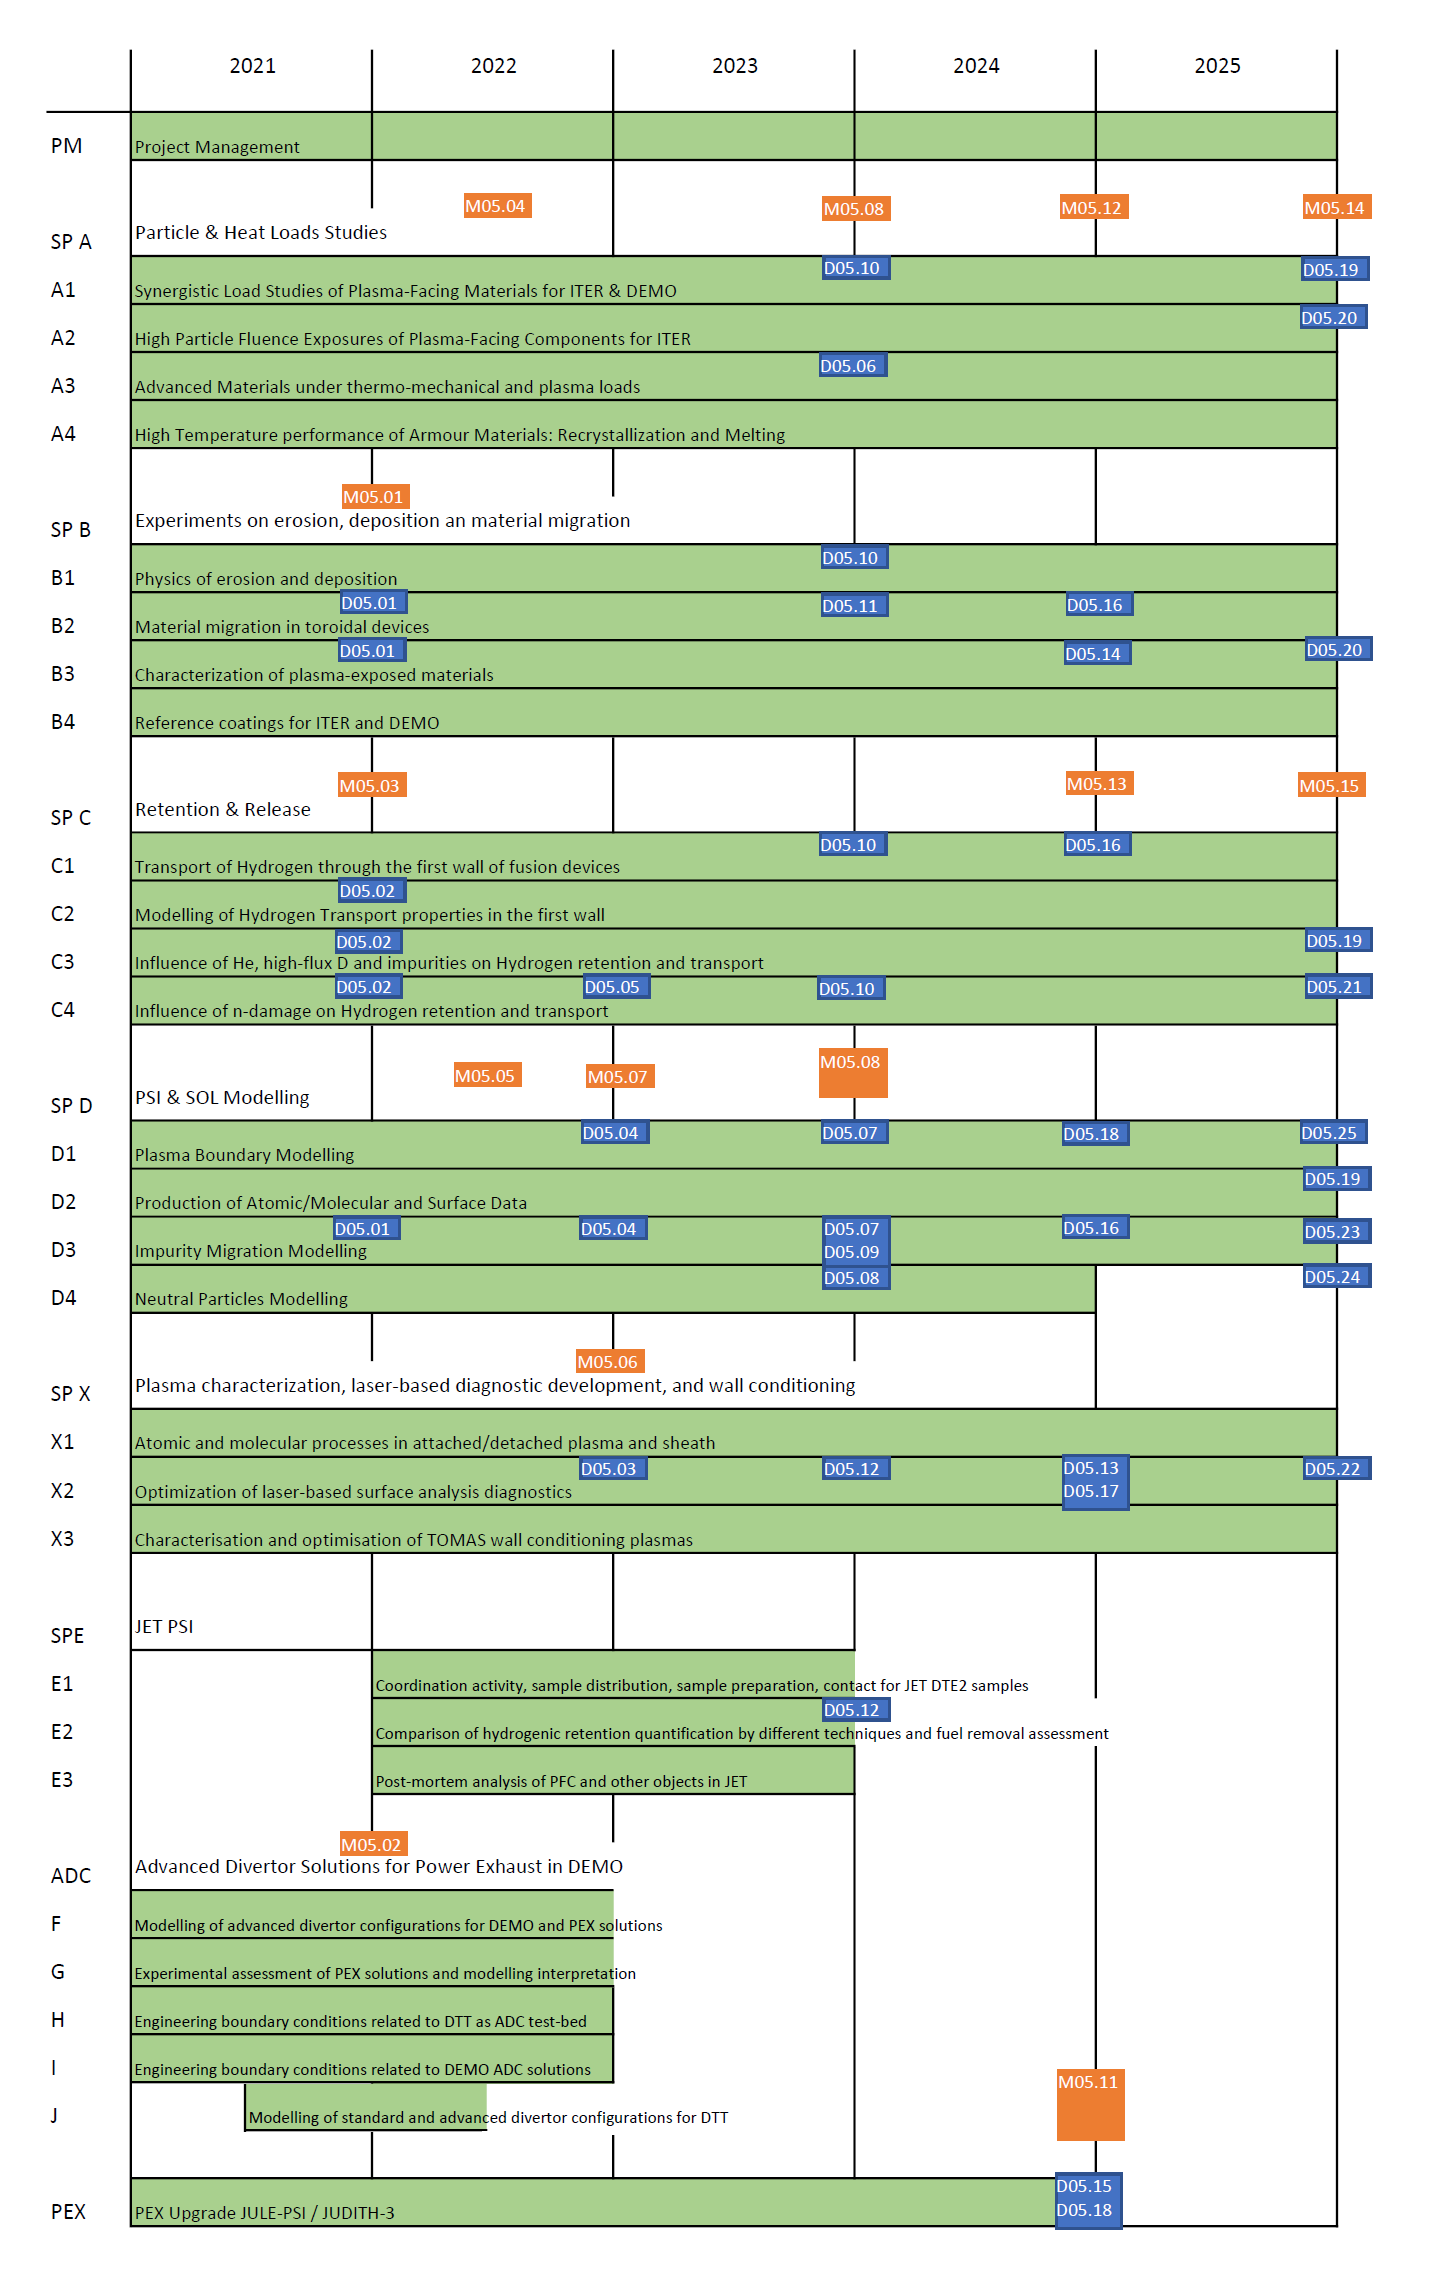 2021 2022 2023 2024 2025
PM Project Management
M05.04 M05.08 M05.12 M05.14
SP A Particle & Heat Loads Studies
D05.10 D05.19
A1 Synergistic Load Studies of Plasma-Facing Materials for ITER & DEMO
D05.20
A2 High Particle Fluence Exposures of Plasma-Facing Components for ITER
D05.06
A3 Advanced Materials under thermo-mechanical and plasma loads
A4 High Temperature performance of Armour Materials: Recrystallization and Melting
M05.01
SP B Experiments on erosion, deposition an material migration
D05.10
B1 Physics of erosion and deposition
D05.01 D05.11 D05.16
B2 Material migration in toroidal devices
D05.01 D05.14 D05.20
B3 Characterization of plasma-exposed materials
B4 Reference coatings for ITER and DEMO
M05.03 M05.13 M05.15
SP C Retention & Release
D05.10 D05.16
C1 Transport of Hydrogen through the first wall of fusion devices
D05.02
C2 Modelling of Hydrogen Transport properties in the first wall
D05.02 D05.19
C3 Influence of He, high-flux D and impurities on Hydrogen retention and transport
D05.02 D05.05 D05.10 D05.21
C4 Influence of n-damage on Hydrogen retention and transport
M05.05 M05.07 M05.08
SP D PSI & SOL Modelling
D05.04 D05.07 D05.18 D05.25
D1 Plasma Boundary Modelling
D05.19
D2 Production of Atomic/Molecular and Surface Data
D05.01 D05.04 D05.07 D05.16 D05.23
D05.09
D3 Impurity Migration Modelling
D05.08 D05.24
D4 Neutral Particles Modelling
M05.06
SP X Plasma characterization, laser-based diagnostic development, and wall conditioning
X1 Atomic and molecular processes in attached/detached plasma and sheath
D05.03 D05.12 D05.13 D05.22
D05.17
X2 Optimization of laser-based surface analysis diagnostics
X3 Characterisation and optimisation of TOMAS wall conditioning plasmas
SPE JET PSI
E1 Coordination activity, sample distribution, sample preparation, contact for JET DTE2 samples
D05.12
E2 Comparison of hydrogenic retention quantification by different techniques and fuel removal assessment
E3 Post-mortem analysis of PFC and other objects in JET
M05.02
ADC Advanced Divertor Solutions for Power Exhaust in DEMO
F Modelling of advanced divertor configurations for DEMO and PEX solutions
G Experimental assessment of PEX solutions and modelling interpretation
H Engineering boundary conditions related to DTT as ADC test-bed
I Engineering boundary conditions related to DEMO ADC solutions
M05.11
J Modelling of standard and advanced divertor configurations for DTT
D05.15
D05.18
PEX PEX Upgrade JULE-PSI / JUDITH-3